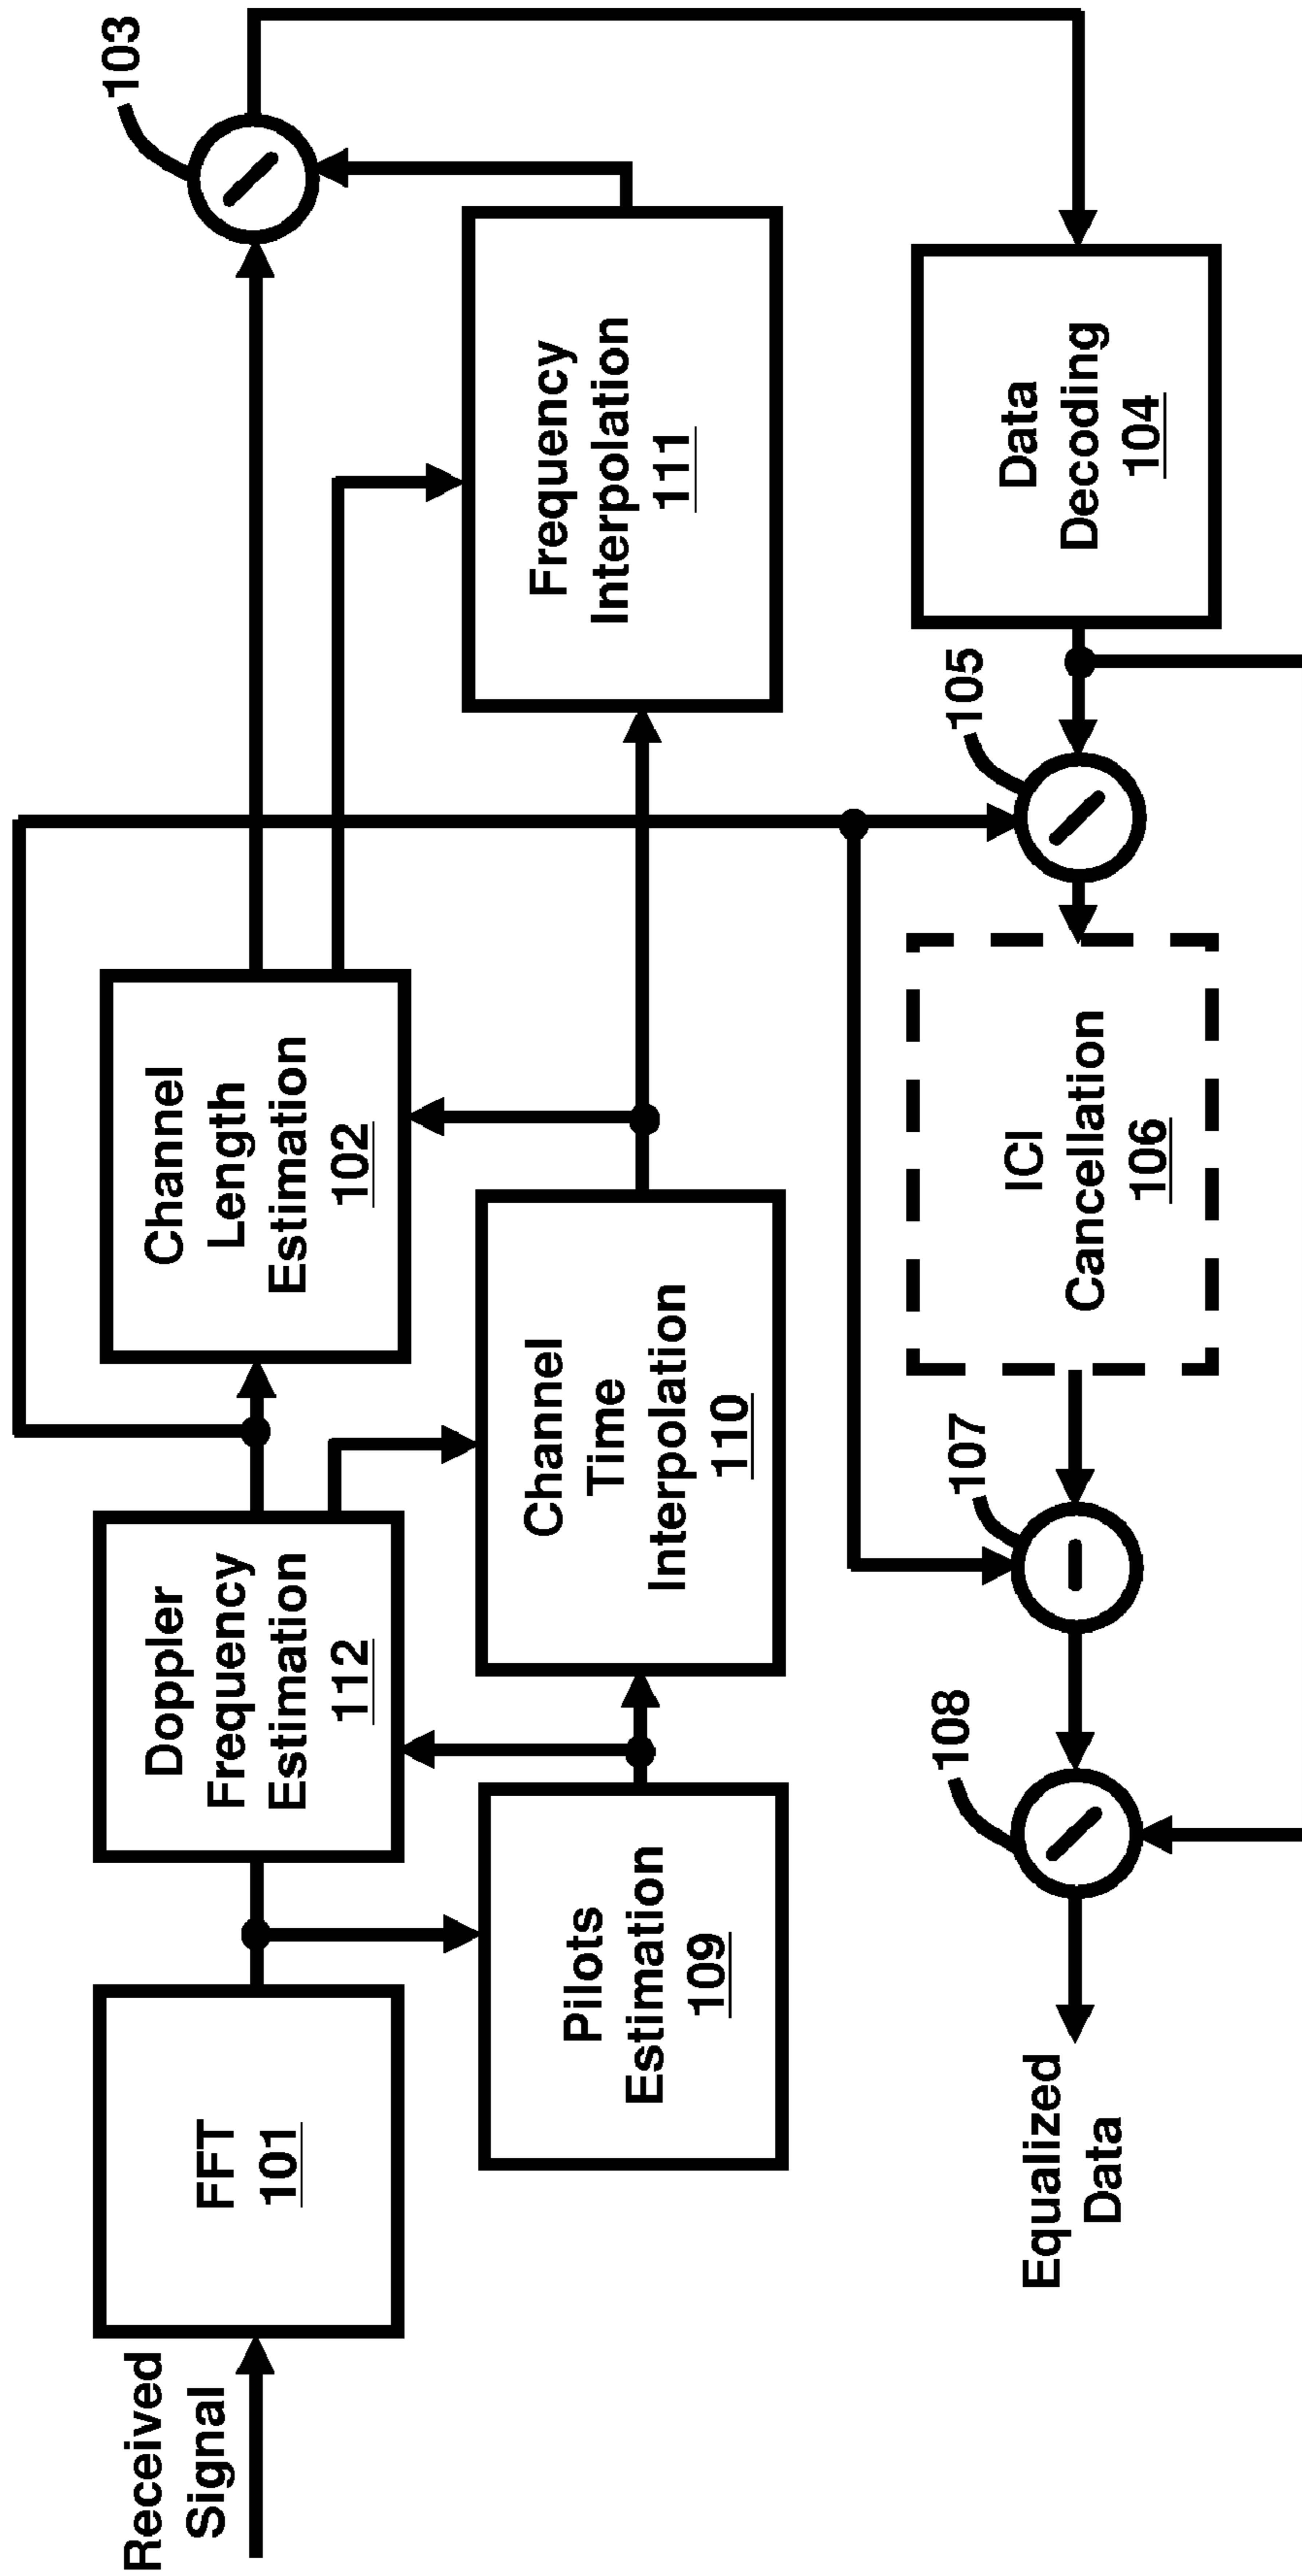 Received
Signal
FFT
101
Doppler
Frequency
Estimation
112
Channel
Length
Estimation
102
103
Pilots
Estimation
109
Channel
Time
Interpolation
110
Frequency
Interpolation
111
Equalized
Data
108
107
ICI
Cancellation
106
105
Data
Decoding
104